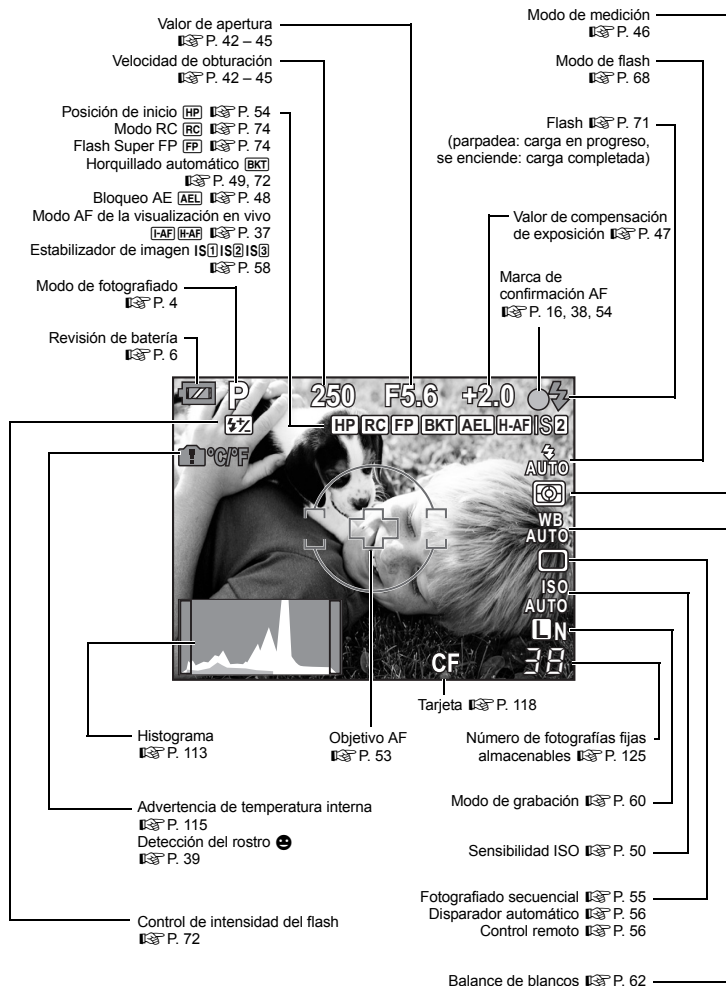 Valor de apertura
P. 42 – 45
Velocidad de obturación
P. 42 – 45
Posición de inicio HP P. 54
Modo RC RC P. 74
Flash Super FP FP P. 74
Horquillado automático BKT
P. 49, 72
Bloqueo AE AEL P. 48
Modo AF de la visualización en vivo
I-AF H-AF P. 37
Estabilizador de imagen IS1 IS2 IS3
P. 58
Modo de fotografiado
P. 4
Revisión de batería
P. 6
Modo de medición
P. 46
Modo de flash
P. 68
Flash P. 71
(parpadea: carga en progreso,
se enciende: carga completada)
Valor de compensación
de exposición P. 47
Marca de
confirmación AF
P. 16, 38, 54
P 250 F5.6 +2.0
HP RC FP BKT AEL H-AF IS2
°C/°F
AUTO
WB
AUTO
ISO
AUTO
L N
CF 38
Tarjeta P. 118
Histograma
P. 113
Objetivo AF
P. 53
Número de fotografías fijas
almacenables P. 125
Advertencia de temperatura interna
P. 115
Detección del rostro
P. 39
Modo de grabación P. 60
Sensibilidad ISO P. 50
Control de intensidad del flash
P. 72
Fotografiado secuencial P. 55
Disparador automático P. 56
Control remoto P. 56
Balance de blancos P. 62